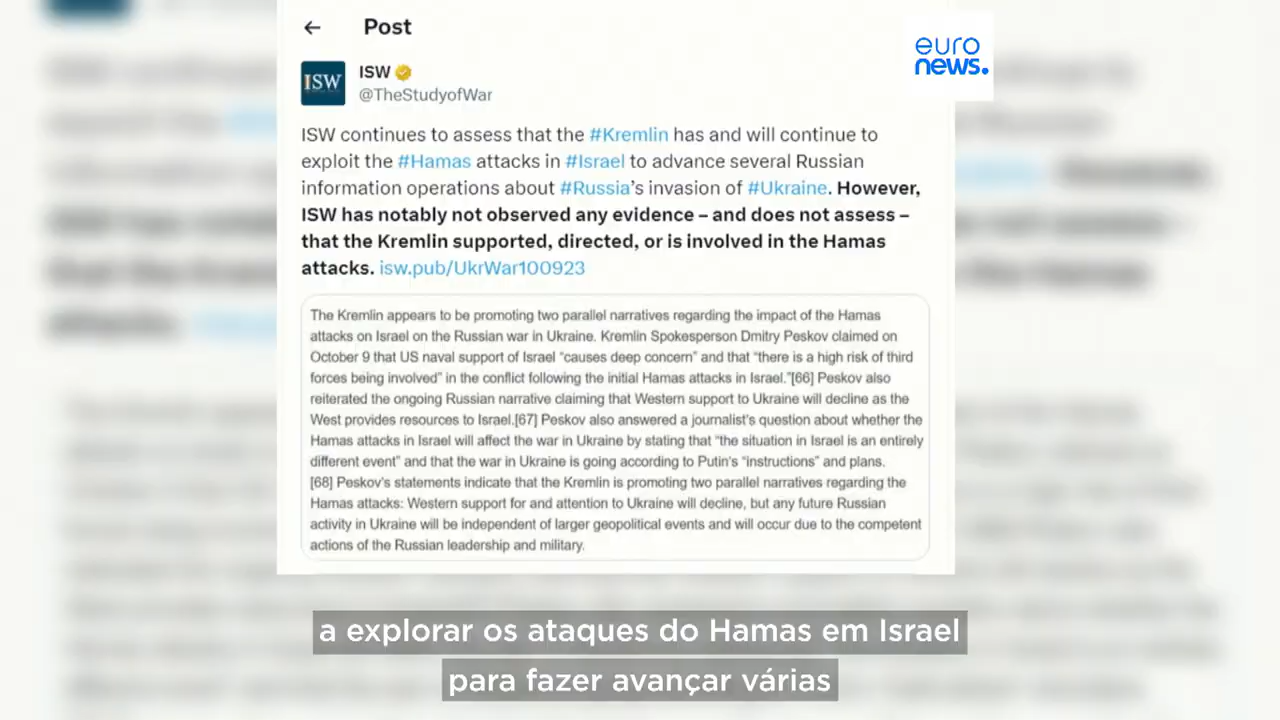 Post
euro
news.
ISW
ISW
@TheStudyofWar
ISW continues to assess that the #Kremlin has and will continue to
exploit the #Hamas attacks in #Israel to advance several Russian
information operations about #Russia's invasion of #Ukraine. However,
ISW has notably not observed any evidence – and does not assess –
that the Kremlin supported, directed, or is involved in the Hamas
attacks. isw.pub/UkrWar100923
The Kremlin appears to be promoting two parallel narratives regarding the impact of the Hamas
attacks on Israel on the Russian war in Ukraine. Kremlin Spokesperson Dmitry Peskov claimed on
October 9 that US naval support of Israel "causes deep concern" and that "there is a high risk of third
forces being involved" in the conflict following the initial Hamas attacks in Israel."[66] Peskov also
reiterated the ongoing Russian narrative claiming that Western support to Ukraine will decline as the
West provides resources to Israel.[67] Peskov also answered a journalist's question about whether the
Hamas attacks in Israel will affect the war in Ukraine by stating that "the situation in Israel is an entirely
different event" and that the war in Ukraine is going according to Putin's "instructions" and plans.
[68] Peskov's statements indicate that the Kremlin is promoting two parallel narratives regarding the
Hamas attacks: Western support for and attention to Ukraine will decline, but any future Russian
activity in Ukraine will be independent of larger geopolitical events and will occur due to the competent
actions of the Russian leadership and military.
a explorar os ataques do Hamas em Israel
para fazer avançar várias